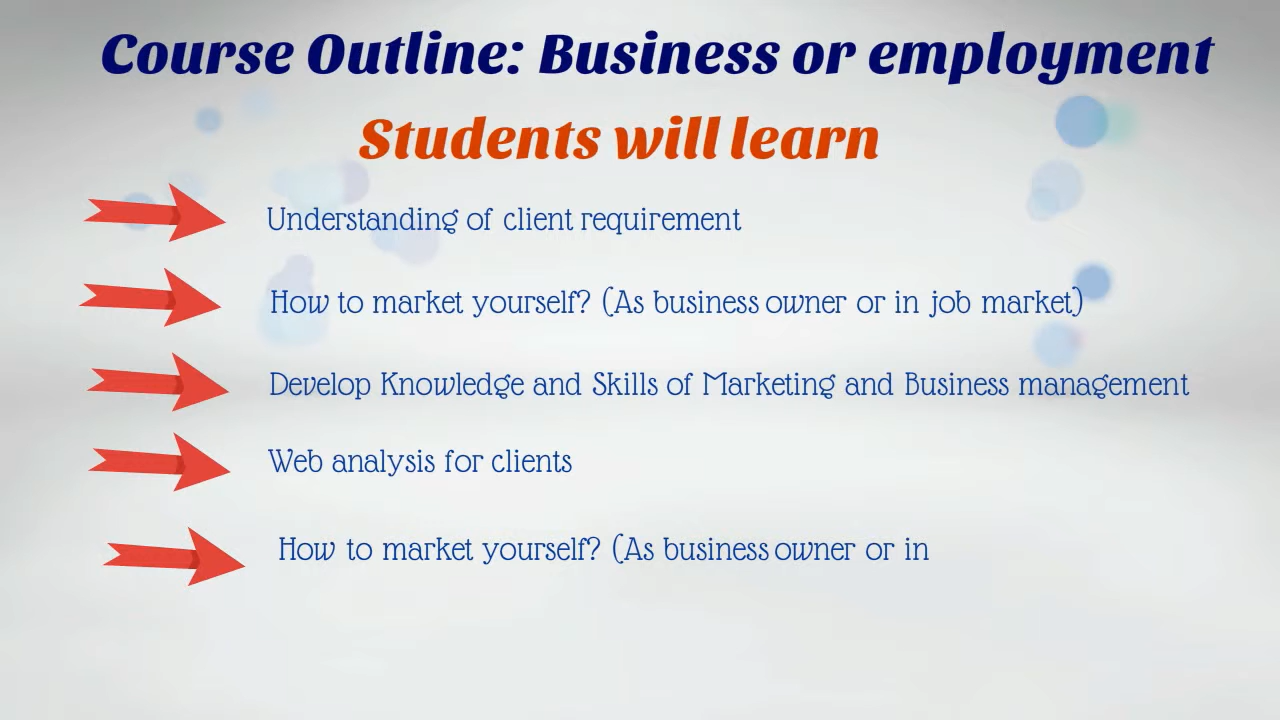 Course Outline: Business or employment
Students will learn
Understanding of client requirement
How to market yourself? (As business owner or in job market)
Develop Knowledge and Skills of Marketing and Business management
Web analysis for clients
How to market yourself? (As business owner or in